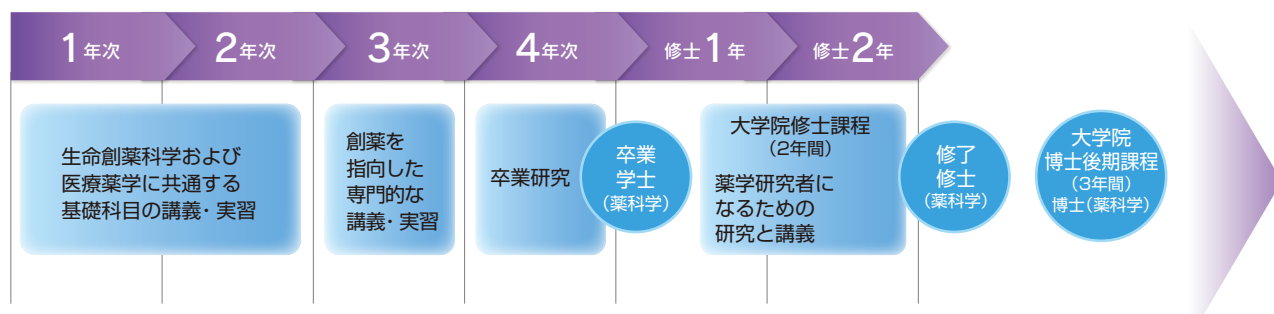 1年次
2年次
3年次
4年次
修士1年
修士2年
生命創薬科学および
医療薬学に共通する
基礎科目の講義・実習
創薬を
指向した
専門的な
講義・実習
卒業研究
卒業
学士
(薬科学)
大学院修士課程
(2年間)
薬学研究者に
なるための
研究と講義
修了
修士
(薬科学)
大学院
博士後期課程
(3年間)
博士(薬科学)